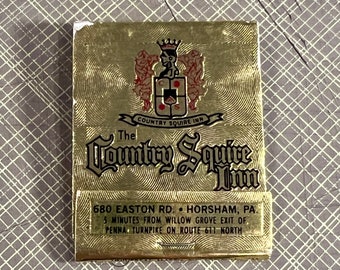 COUNTRY SQUIRE INN
The
Country Squire
Inn
680 EASTON RD. • HORSHAM, PA.
5 MINUTES FROM WILLOW GROVE EXIT OF
PENNA. TURNPIKE ON ROUTE 611 NORTH